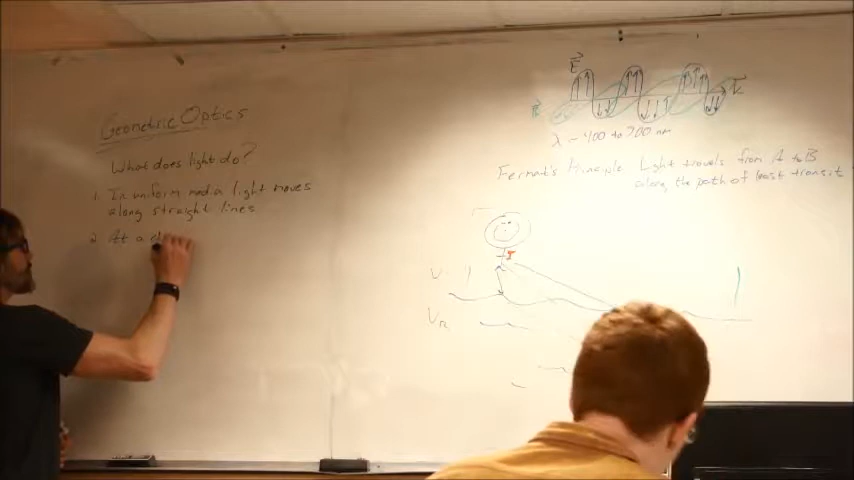 Geometric Optics
What does light do?
1. In uniform media light moves
along straight lines
2. At a
E
k
λ ~ 400 to 700 nm
Fermat's Principle Light travels from A to B
along the path of least transit